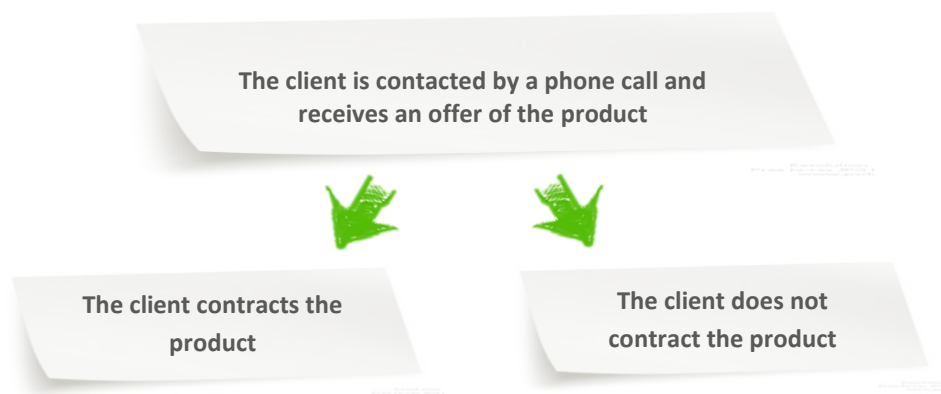 The client is contacted by a phone call and
receives an offer of the product
The client contracts the
product
The client does not
contract the product